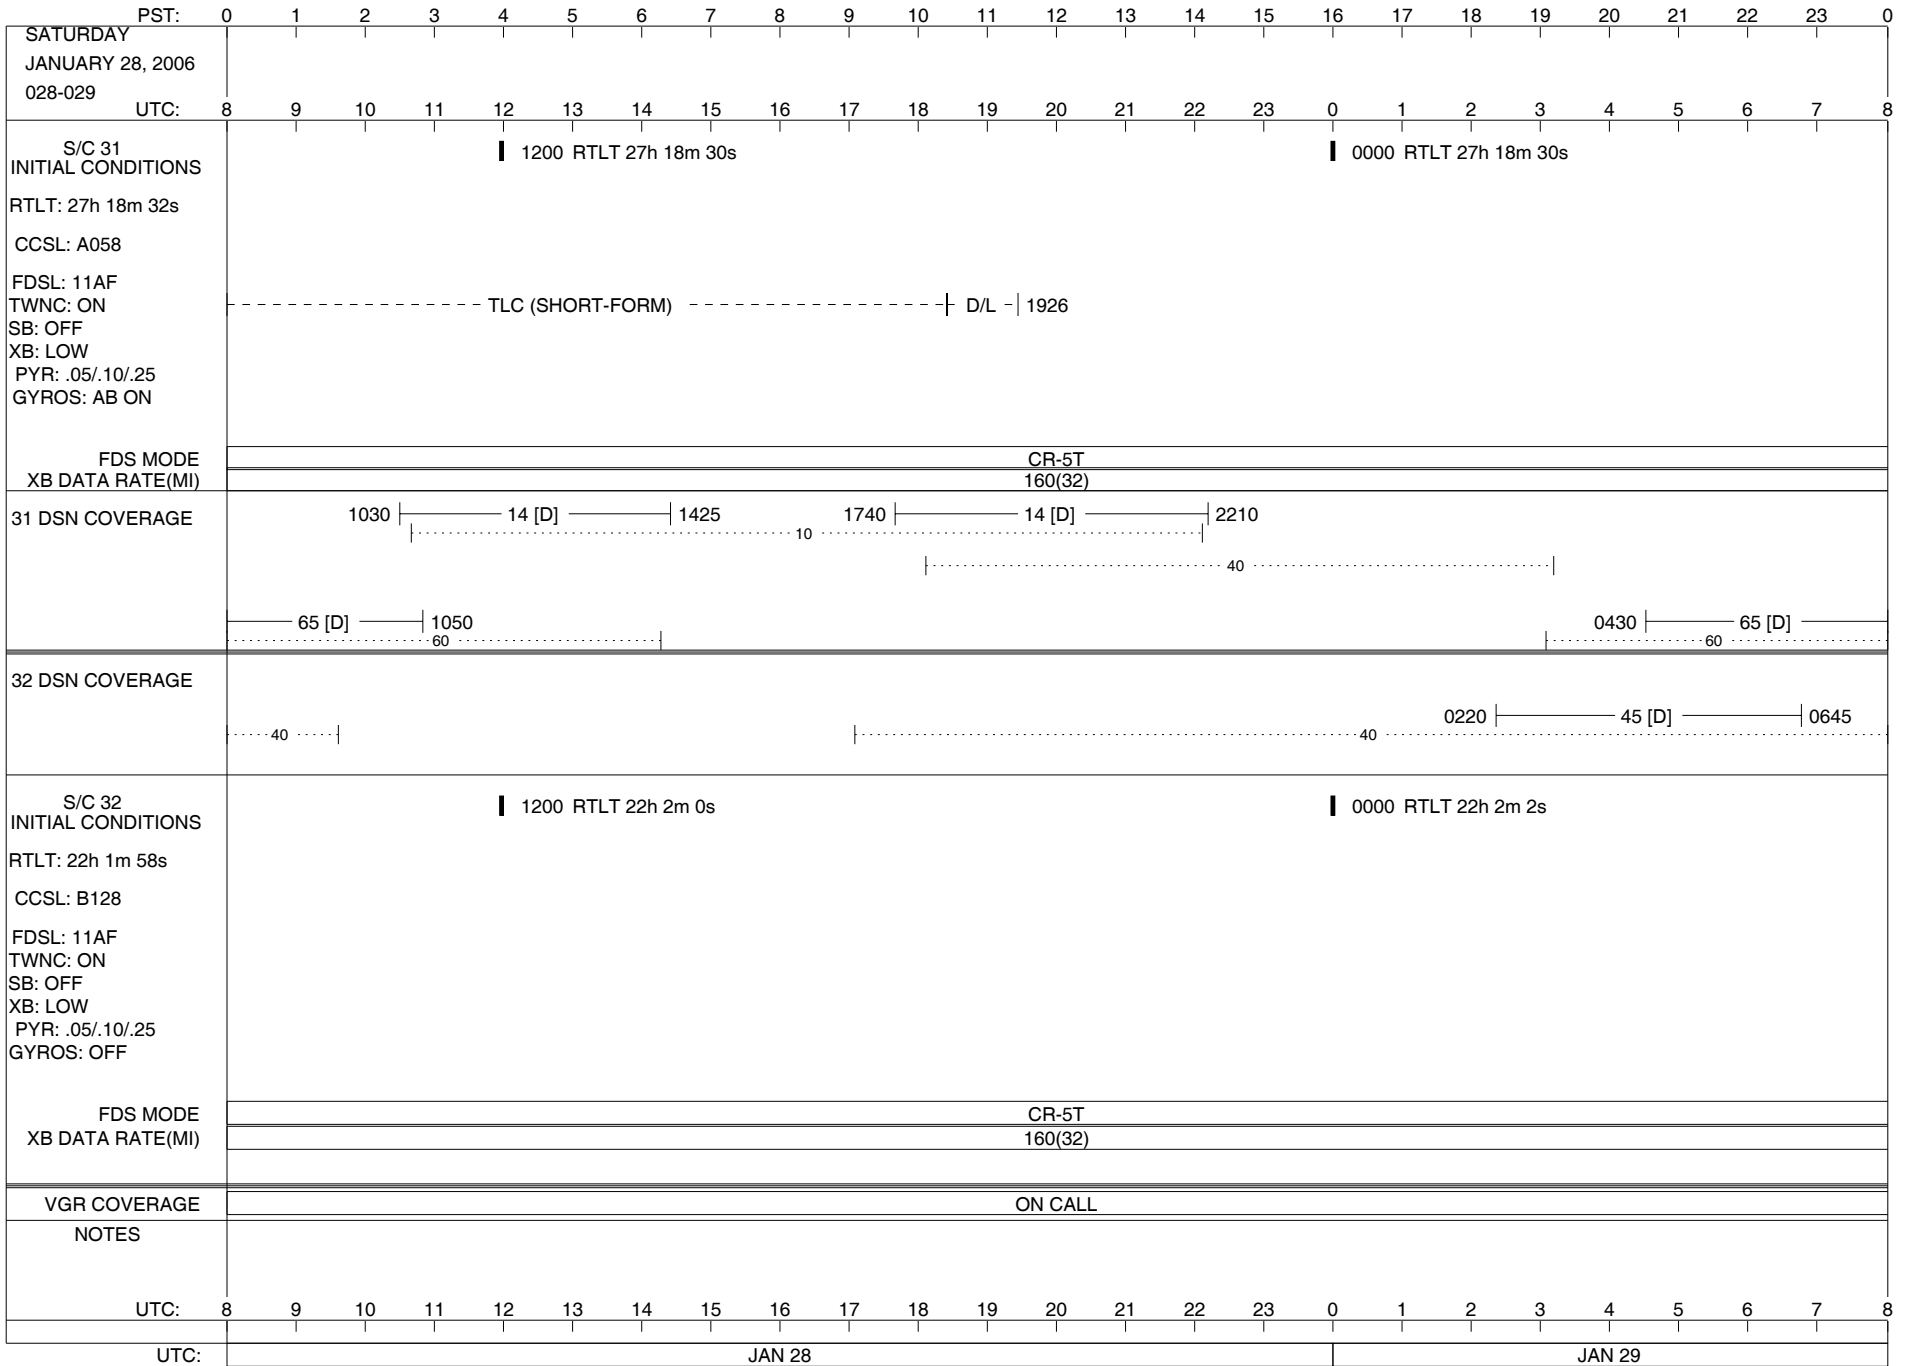 PST: 0 1 2 3 4 5 6 7 8 9 10 11 12 13 14 15 16 17 18 19 20 21 22 23 0
SATURDAY
JANUARY 28, 2006
028-029
UTC: 8 9 10 11 12 13 14 15 16 17 18 19 20 21 22 23 0 1 2 3 4 5 6 7 8
S/C 31
INITIAL CONDITIONS
1200 RTLT 27h 18m 30s
0000 RTLT 27h 18m 30s
RTLT: 27h 18m 32s
CCSL: A058
FDSL: 11AF
TWNC: ON
TLC (SHORT-FORM) D/L 1926
SB: OFF
XB: LOW
PYR: .05/.10/.25
GYROS: AB ON
FDS MODE CR-5T
XB DATA RATE(MI) 160(32)
31 DSN COVERAGE
1030 14 [D] 1425 1740 14 [D] 2210
10
40
65 [D] 1050 0430 65 [D]
60 60
32 DSN COVERAGE
0220 45 [D] 0645
40 40
S/C 32
INITIAL CONDITIONS
1200 RTLT 22h 2m 0s
0000 RTLT 22h 2m 2s
RTLT: 22h 1m 58s
CCSL: B128
FDSL: 11AF
TWNC: ON
SB: OFF
XB: LOW
PYR: .05/.10/.25
GYROS: OFF
FDS MODE CR-5T
XB DATA RATE(MI) 160(32)
VGR COVERAGE ON CALL
NOTES
UTC: 8 9 10 11 12 13 14 15 16 17 18 19 20 21 22 23 0 1 2 3 4 5 6 7 8
UTC: JAN 28 JAN 29